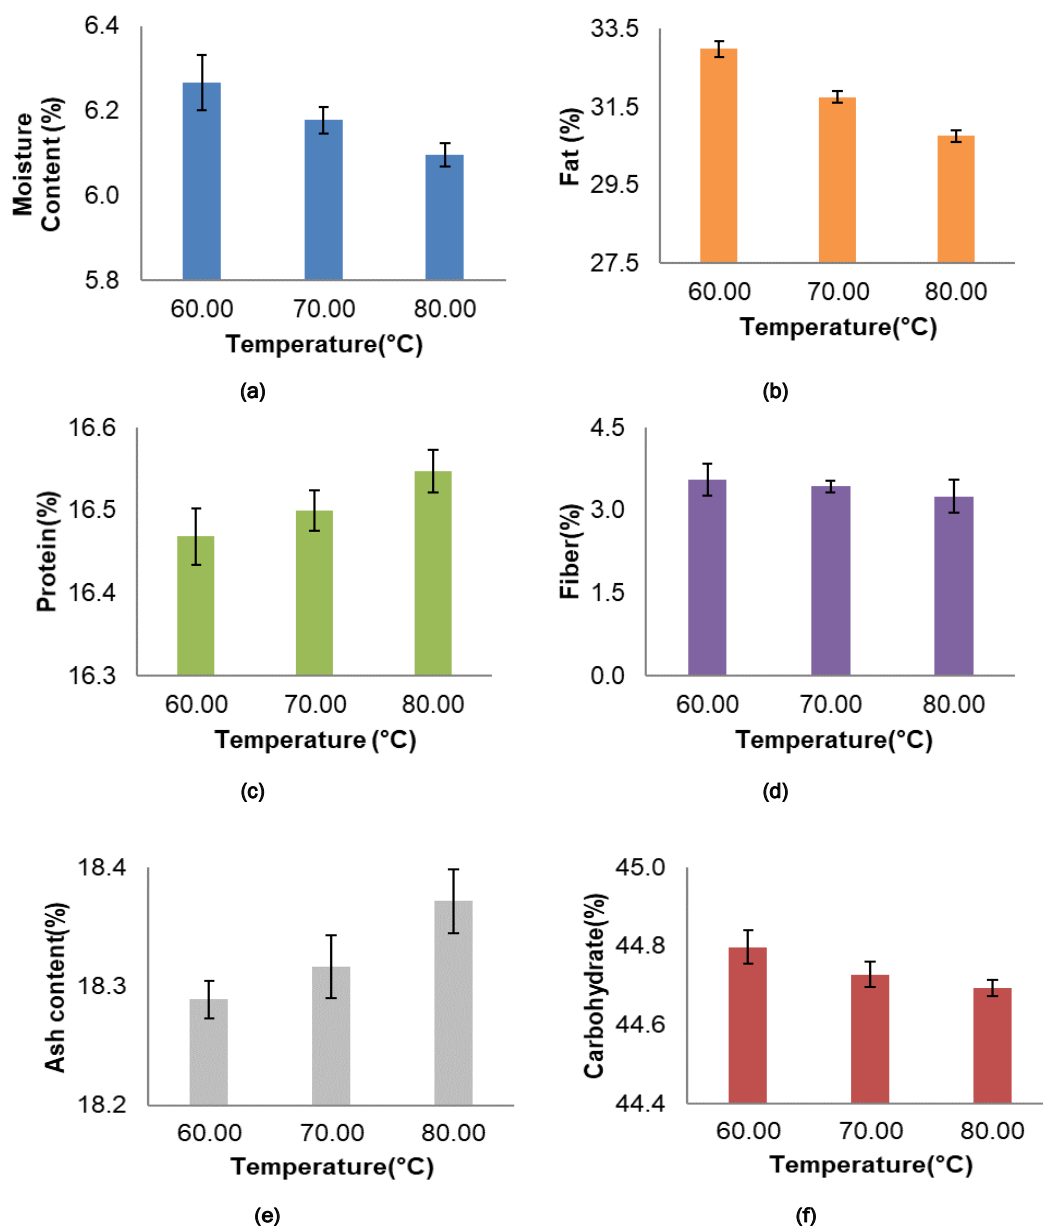 6.4
6.2
6.0
5.8
Moisture
Content (%)
60.00 70.00 80.00
Temperature(°C)
(a)
33.5
31.5
29.5
27.5
Fat (%)
60.00 70.00 80.00
Temperature(°C)
(b)
16.6
16.5
16.4
16.3
Protein(%)
60.00 70.00 80.00
Temperature (°C)
(c)
4.5
3.0
1.5
0.0
Fiber(%)
60.00 70.00 80.00
Temperature(°C)
(d)
18.4
18.3
18.2
Ash content(%)
60.00 70.00 80.00
Temperature(°C)
(e)
45.0
44.8
44.6
44.4
Carbohydrate(%)
60.00 70.00 80.00
Temperature(°C)
(f)